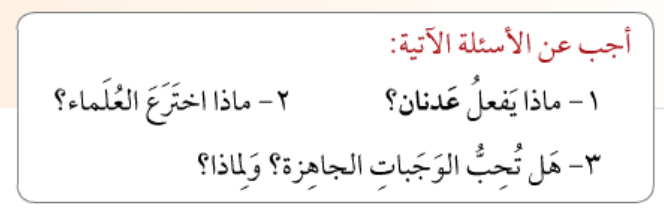 أجب عن الأسئلة الآتية:
١- ماذا يَفعلُ عَدنان؟ ٢- ماذا اختَرَعَ العُلَماء؟
٣- هَل تُحِبُّ الوَجَباتِ الجاهِزة؟ وَلِماذا؟